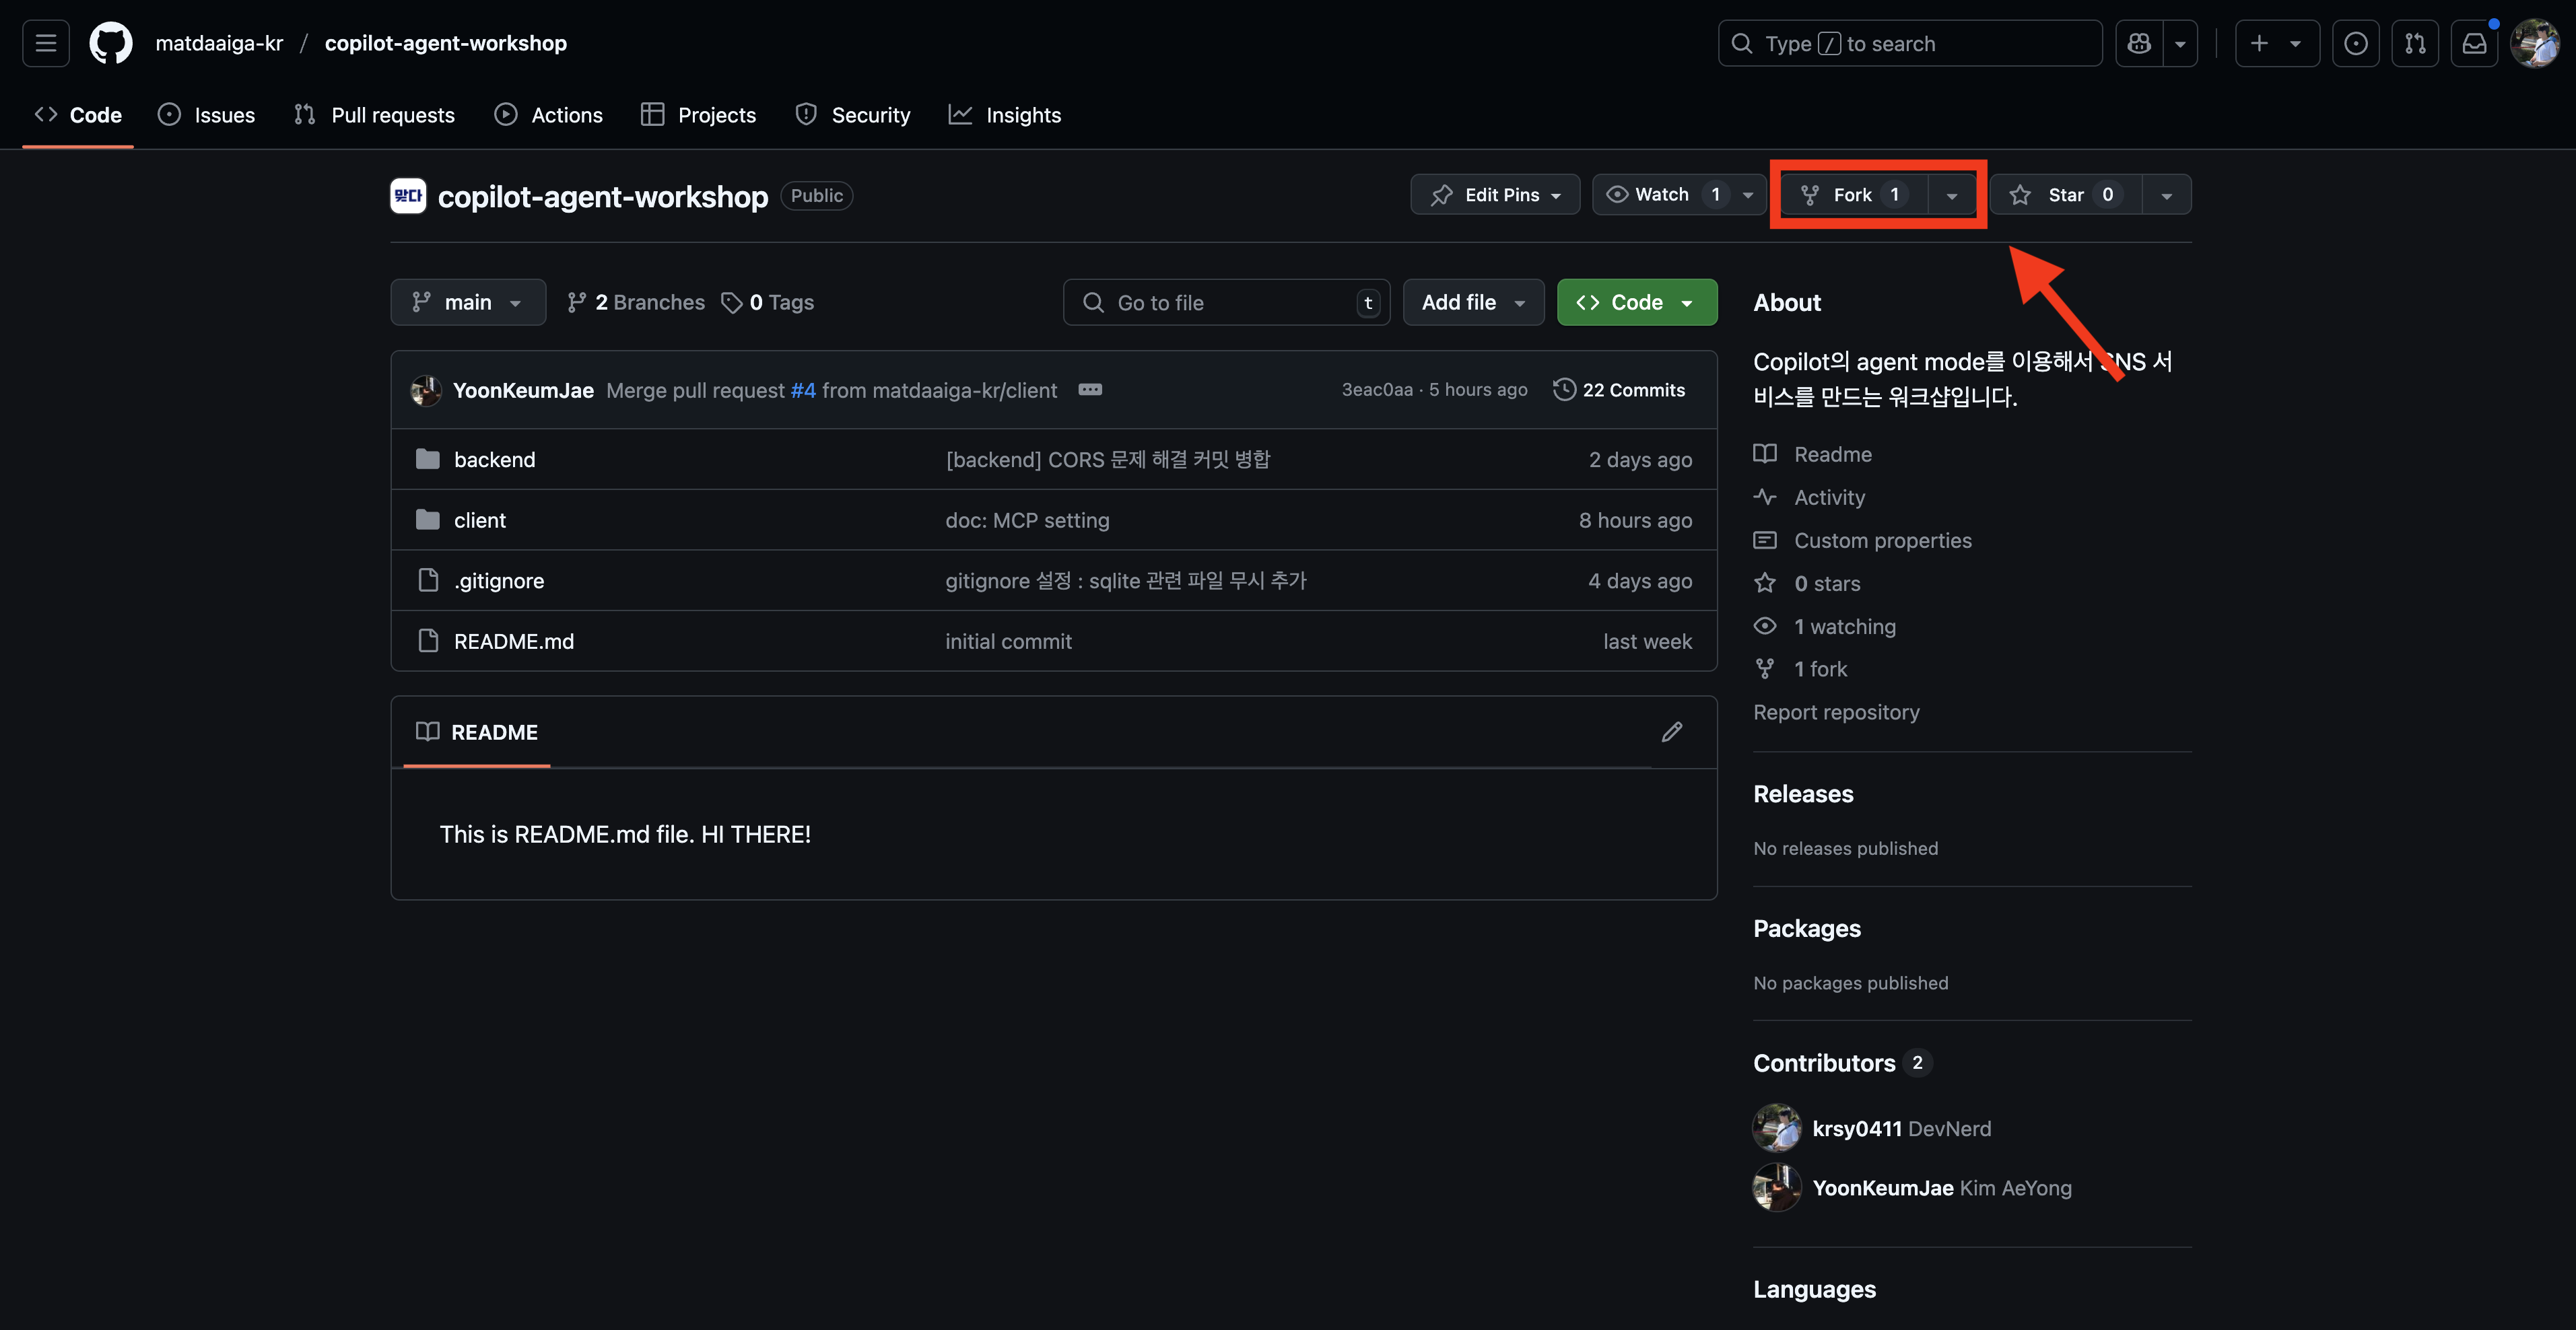 matdaaiga-kr / copilot-agent-workshop
Type / to search
Code Issues Pull requests Actions Projects Security Insights
맞다 copilot-agent-workshop Public
Edit Pins Watch 1 Fork 1 Star 0
main 2 Branches 0 Tags Go to file t Add file Code
YoonKeumJae Merge pull request #4 from matdaaiga-kr/client 3eac0aa · 5 hours ago 22 Commits
backend [backend] CORS 문제 해결 커밋 병합 2 days ago
client doc: MCP setting 8 hours ago
.gitignore gitignore 설정 : sqlite 관련 파일 무시 추가 4 days ago
README.md initial commit last week
README
This is README.md file. HI THERE!
About
Copilot의 agent mode를 이용해서 SNS 서
비스를 만드는 워크샵입니다.
Readme
Activity
Custom properties
0 stars
1 watching
1 fork
Report repository
Releases
No releases published
Packages
No packages published
Contributors 2
krsy0411 DevNerd
YoonKeumJae Kim AeYong
Languages